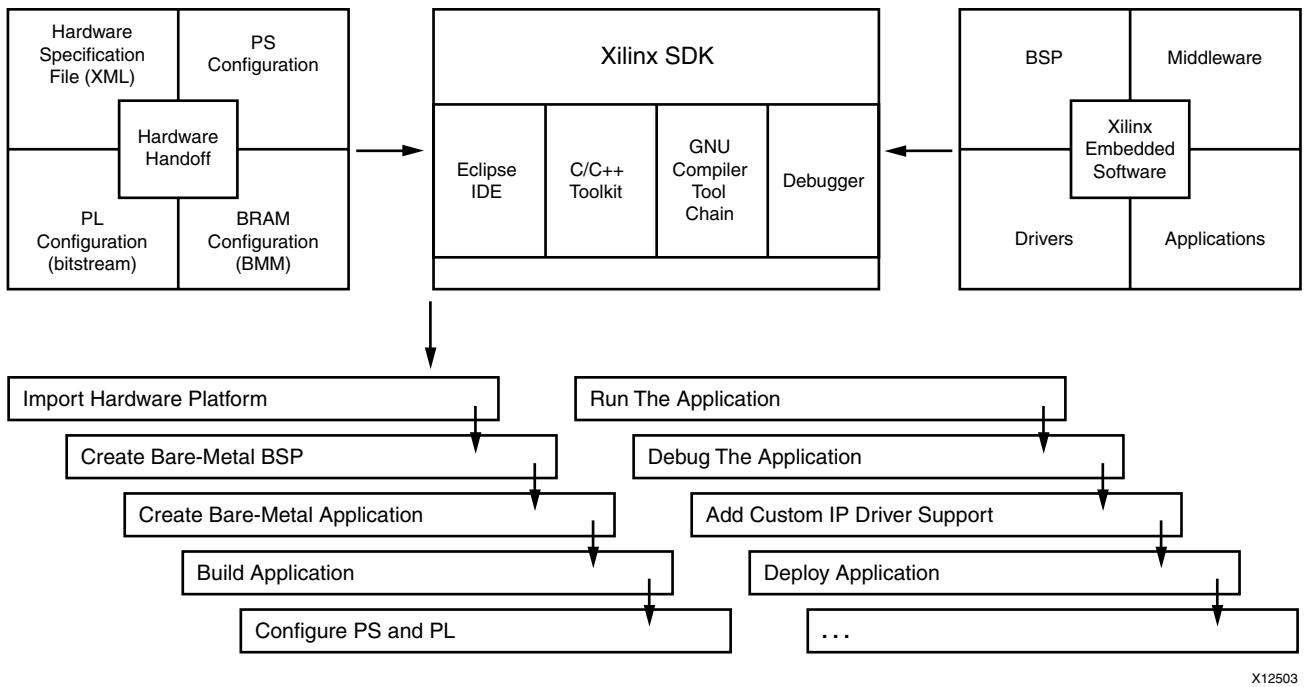 Hardware
Specification
File (XML)
PS
Configuration
Hardware
Handoff
PL
Configuration
(bitstream)
BRAM
Configuration
(BMM)
Xilinx SDK
Eclipse
IDE
C/C++
Toolkit
GNU
Compiler
Tool
Chain
Debugger
BSP
Middleware
Xilinx
Embedded
Software
Drivers
Applications
Import Hardware Platform
Create Bare-Metal BSP
Create Bare-Metal Application
Build Application
Configure PS and PL
Run The Application
Debug The Application
Add Custom IP Driver Support
Deploy Application
. . .
X12503